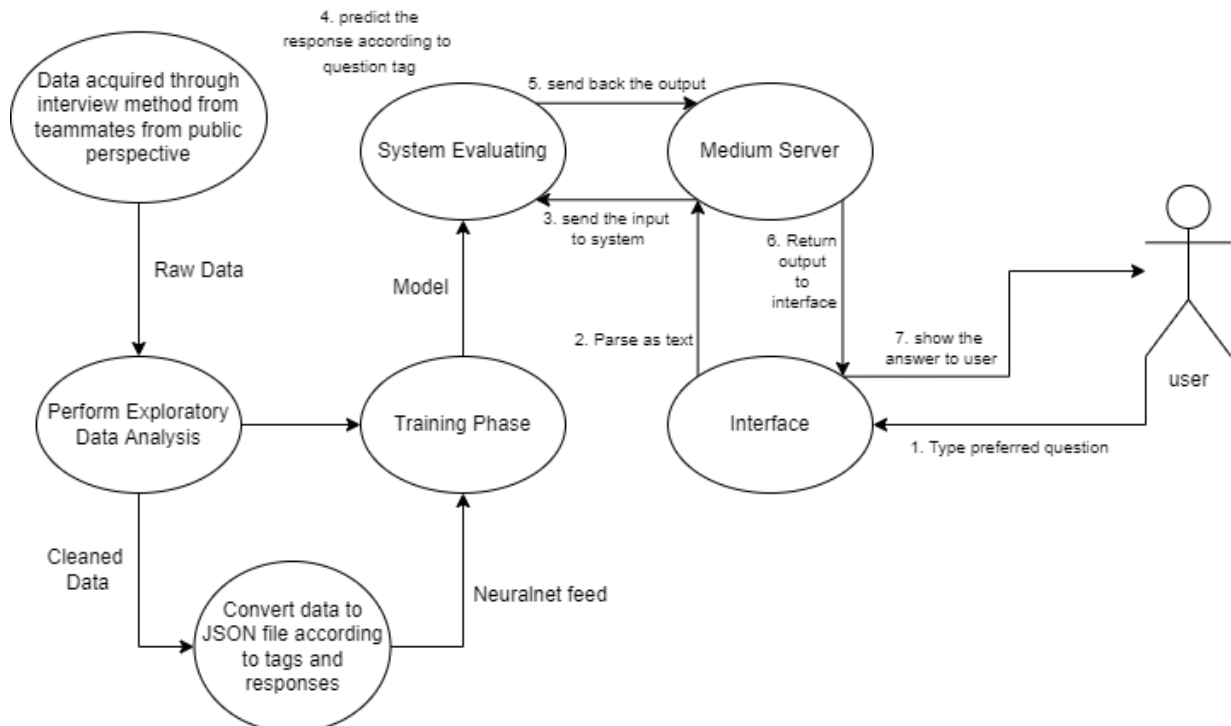 4. predict the
response according to
question tag
Data acquired through
interview method from
teammates from public
perspective
5. send back the output
System Evaluating
Medium Server
3. send the input
to system
6. Return
output
to
interface
Raw Data
Model
2. Parse as text
7. show the
answer to user
user
Perform Exploratory
Data Analysis
Training Phase
Interface
1. Type preferred question
Cleaned
Data
Neuralnet feed
Convert data to
JSON file according
to tags and
responses